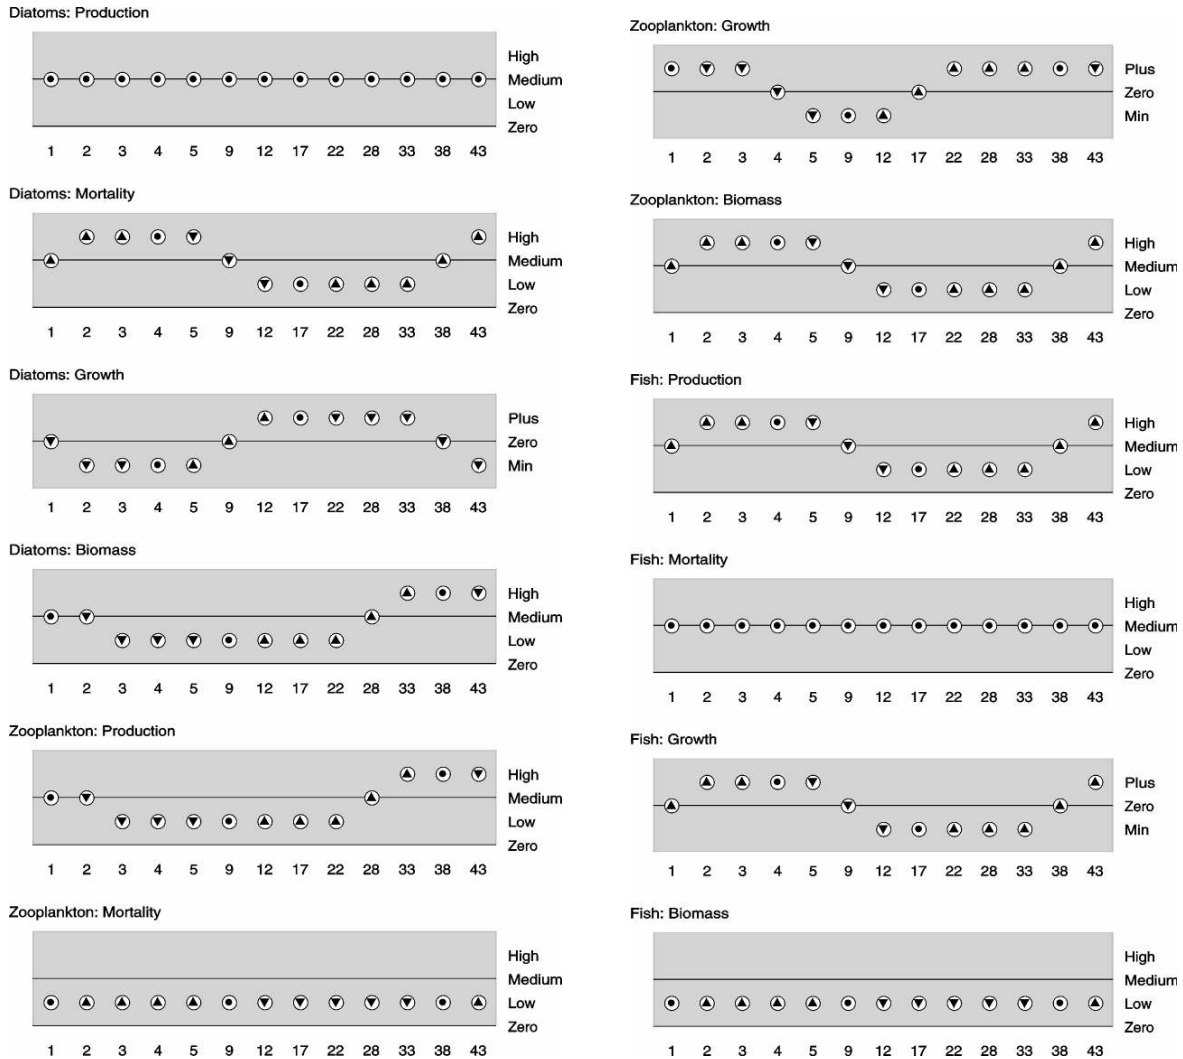 Diatoms: Production
High
Medium
Low
Zero
1 2 3 4 5 9 12 17 22 28 33 38 43
Diatoms: Mortality
High
Medium
Low
Zero
1 2 3 4 5 9 12 17 22 28 33 38 43
Diatoms: Growth
Plus
Zero
Min
1 2 3 4 5 9 12 17 22 28 33 38 43
Diatoms: Biomass
High
Medium
Low
Zero
1 2 3 4 5 9 12 17 22 28 33 38 43
Zooplankton: Production
High
Medium
Low
Zero
1 2 3 4 5 9 12 17 22 28 33 38 43
Zooplankton: Mortality
High
Medium
Low
Zero
1 2 3 4 5 9 12 17 22 28 33 38 43
Zooplankton: Growth
Plus
Zero
Min
1 2 3 4 5 9 12 17 22 28 33 38 43
Zooplankton: Biomass
High
Medium
Low
Zero
1 2 3 4 5 9 12 17 22 28 33 38 43
Fish: Production
High
Medium
Low
Zero
1 2 3 4 5 9 12 17 22 28 33 38 43
Fish: Mortality
High
Medium
Low
Zero
1 2 3 4 5 9 12 17 22 28 33 38 43
Fish: Growth
Plus
Zero
Min
1 2 3 4 5 9 12 17 22 28 33 38 43
Fish: Biomass
High
Medium
Low
Zero
1 2 3 4 5 9 12 17 22 28 33 38 43